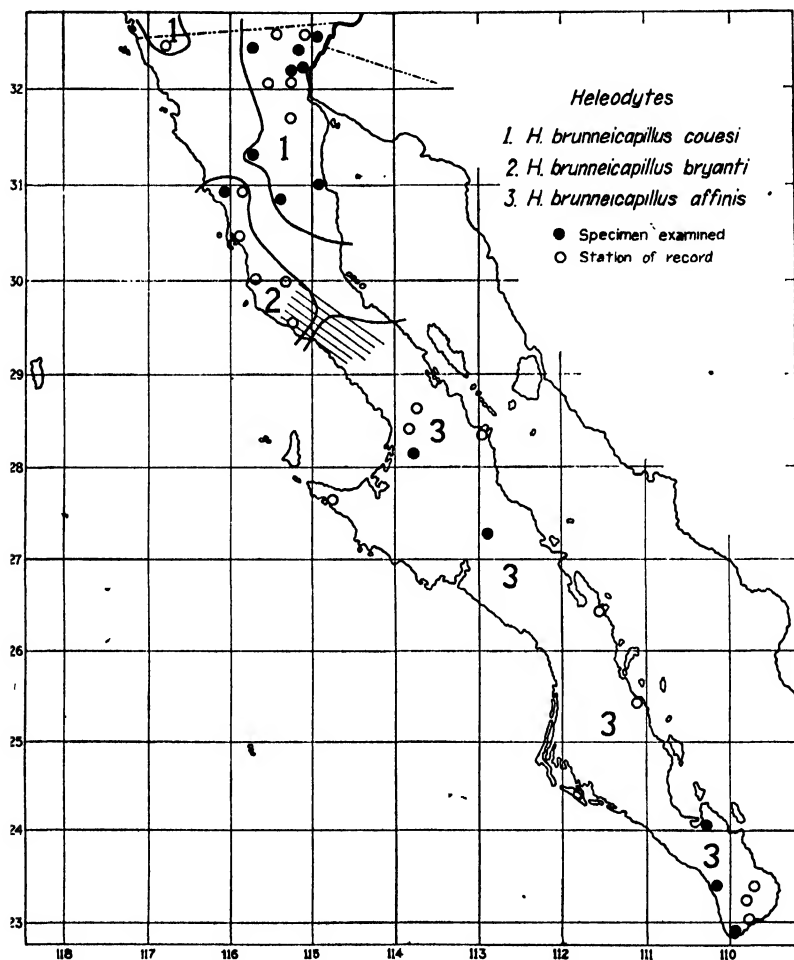 1
32
Heleodytes
1. H. brunneicapillus couesi
2. H. brunneicapillus bryanti
3. H. brunneicapillus affinis
Specimen examined
Station of record
1
31
30
2
29
3
28
27
3
26
25
3
24
3
23
118 117 116 115 114 113 112 111 110